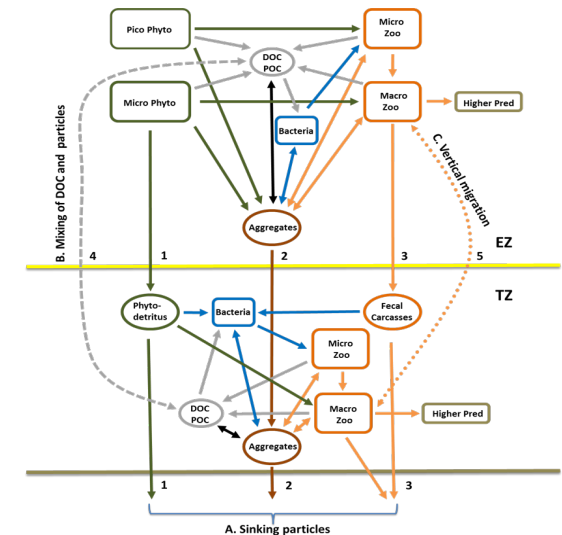 Pico Phyto
Micro
Zoo
DOC
POC
Micro Phyto
Macro
Zoo
Higher Pred
Bacteria
B. Mixing of DOC and particles
C. Vertical migration
Aggregates
EZ
4
1
2
3
5
TZ
Phyto-
detritus
Bacteria
Fecal
Carcasses
Micro
Zoo
DOC
POC
Macro
Zoo
Higher Pred
Aggregates
1
2
3
A. Sinking particles